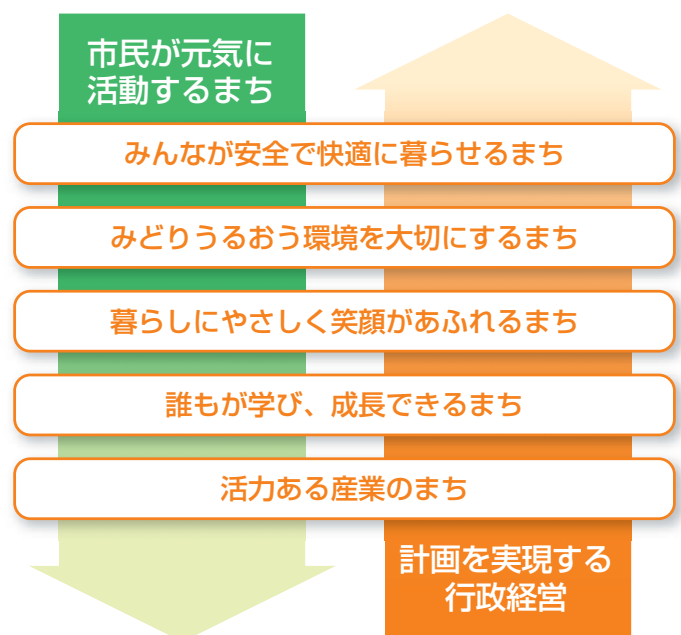 市民が元気に
活動するまち
みんなが安全で快適に暮らせるまち
みどりうるおう環境を大切にするまち
暮らしにやさしく笑顔があふれるまち
誰もが学び、成長できるまち
活力ある産業のまち
計画を実現する
行政経営